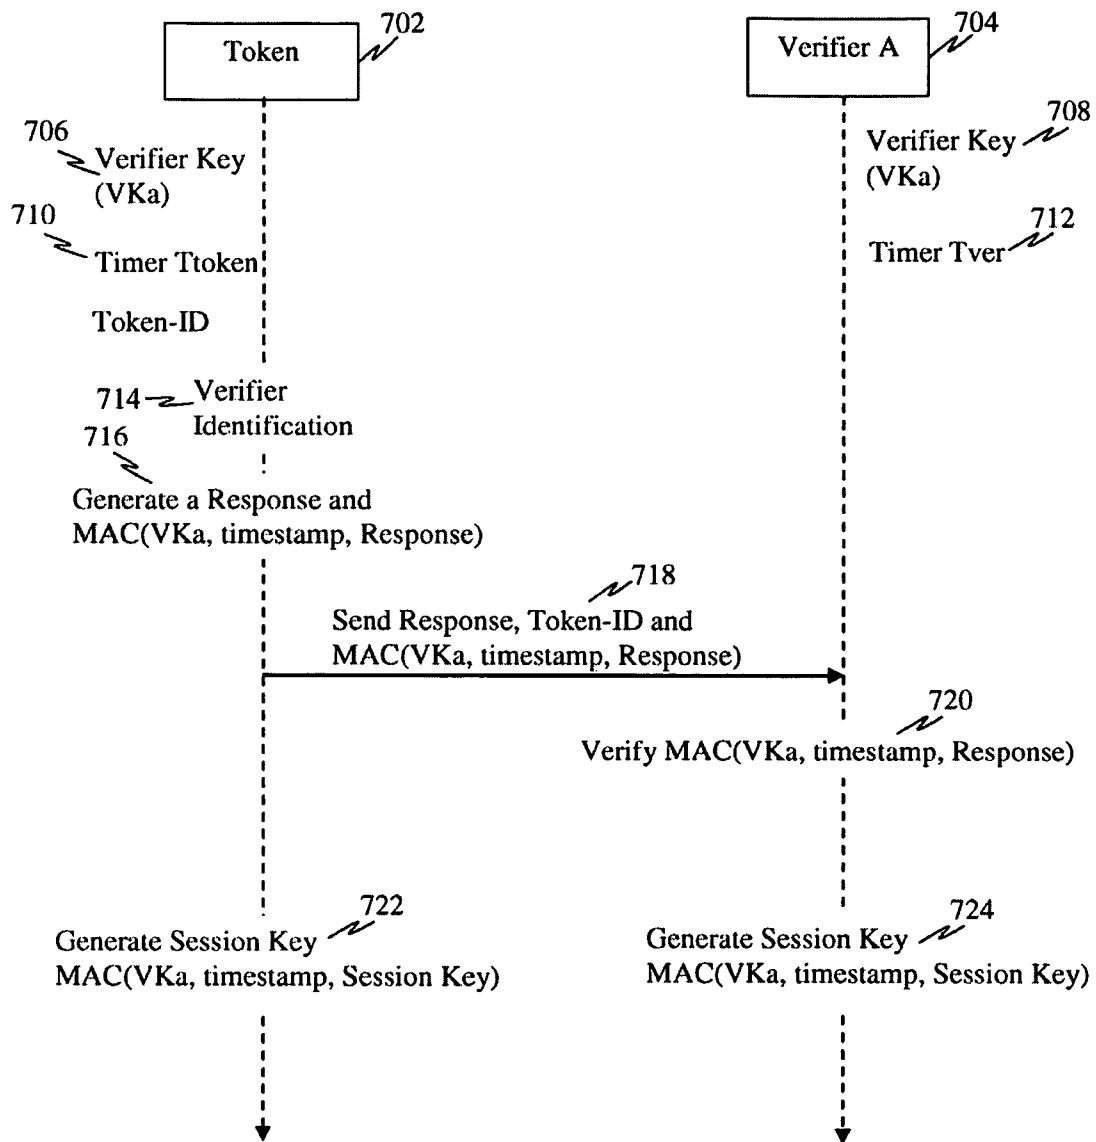 702
Token
704
Verifier A
706
Verifier Key
(VKa)
708
Verifier Key
(VKa)
710
Timer Ttoken
712
Timer Tver
Token-ID
714
Verifier
Identification
716
Generate a Response and
MAC(VKa, timestamp, Response)
718
Send Response, Token-ID and
MAC(VKa, timestamp, Response)
720
Verify MAC(VKa, timestamp, Response)
722
Generate Session Key
MAC(VKa, timestamp, Session Key)
724
Generate Session Key
MAC(VKa, timestamp, Session Key)